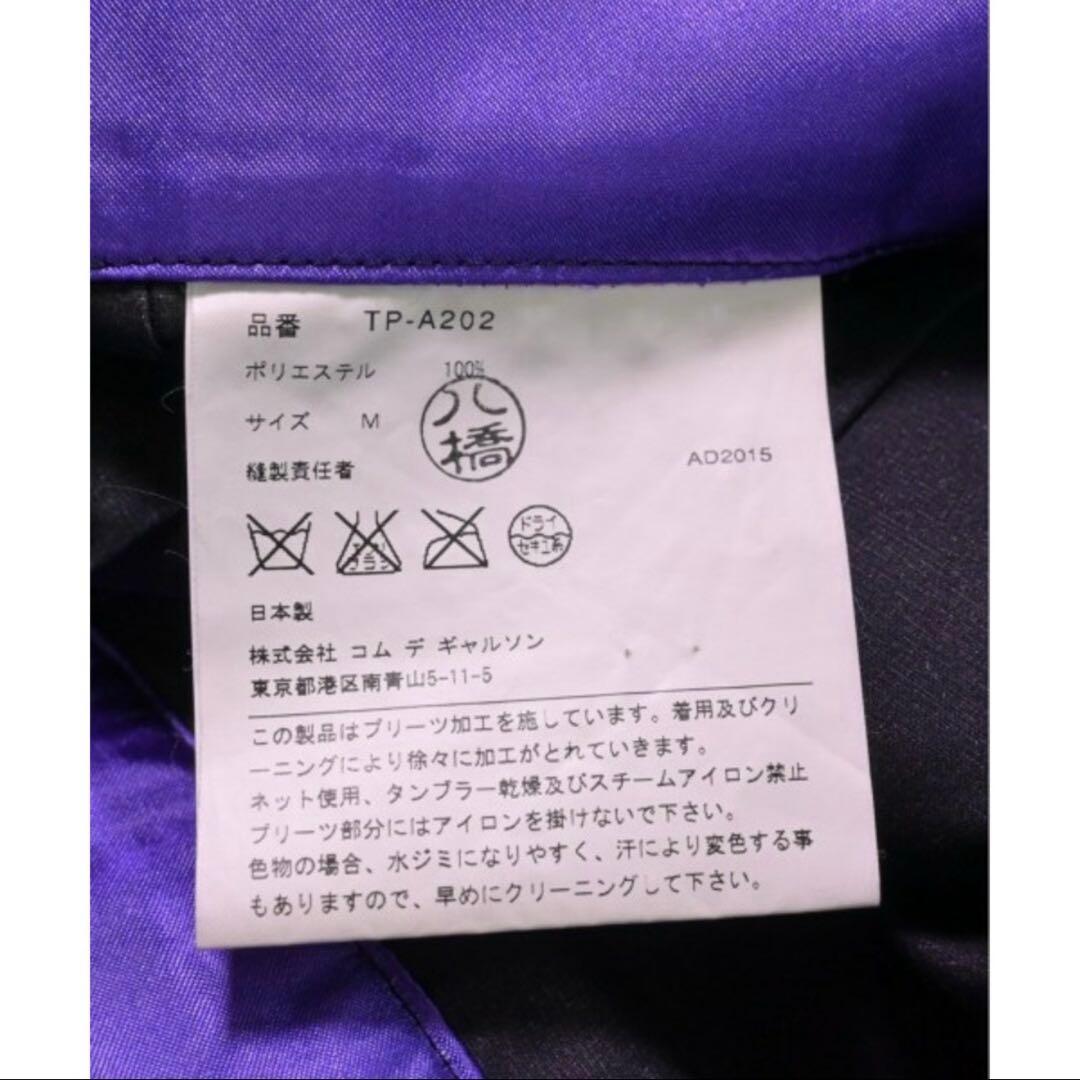 品番 TP-A202
ポリエステル 100%
サイズ M
八橋
縫製責任者
AD2015
エンソ
ブラシ
ドライ
セキユ系
日本製
株式会社 コム デ ギャルソン
東京都港区南青山5-11-5
この製品はプリーツ加工を施しています。着用及びクリ
ーニングにより徐々に加工がとれていきます。
ネット使用、タンブラー乾燥及びスチームアイロン禁止
プリーツ部分にはアイロンを掛けないで下さい。
色物の場合、水ジミになりやすく、汗により変色する事
もありますので、早めにクリーニングして下さい。